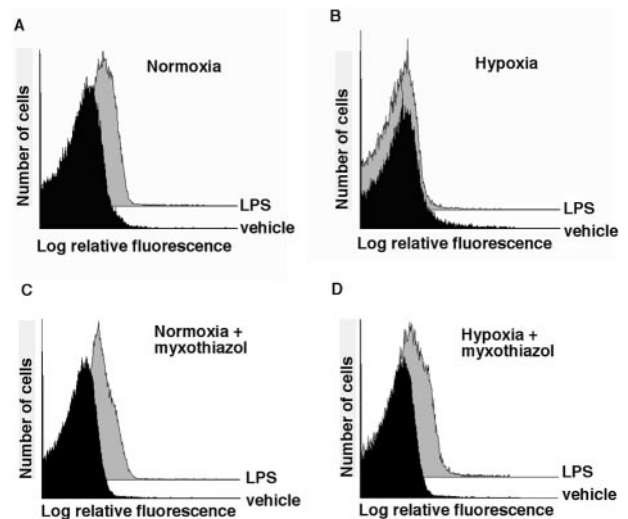 A
Normoxia
Number of cells
LPS
vehicle
Log relative fluorescence
B
Hypoxia
Number of cells
LPS
vehicle
Log relative fluorescence
C
Normoxia +
myxothiazol
Number of cells
LPS
vehicle
Log relative fluorescence
D
Hypoxia +
myxothiazol
Number of cells
LPS
vehicle
Log relative fluorescence